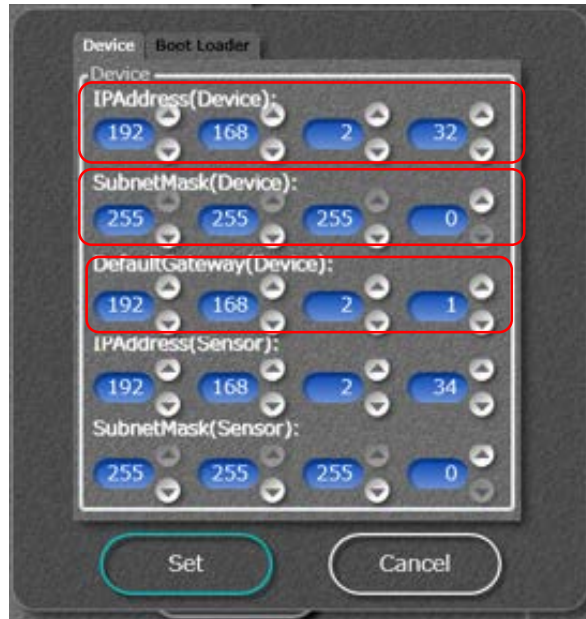 Device Boot Loader
Device
IPAddress(Device):
192 168 2 32
SubnetMask(Device):
255 255 255 0
DefaultGateway(Device):
192 168 2 1
IPAddress(Sensor):
192 168 2 34
SubnetMask(Sensor):
255 255 255 0
Set Cancel